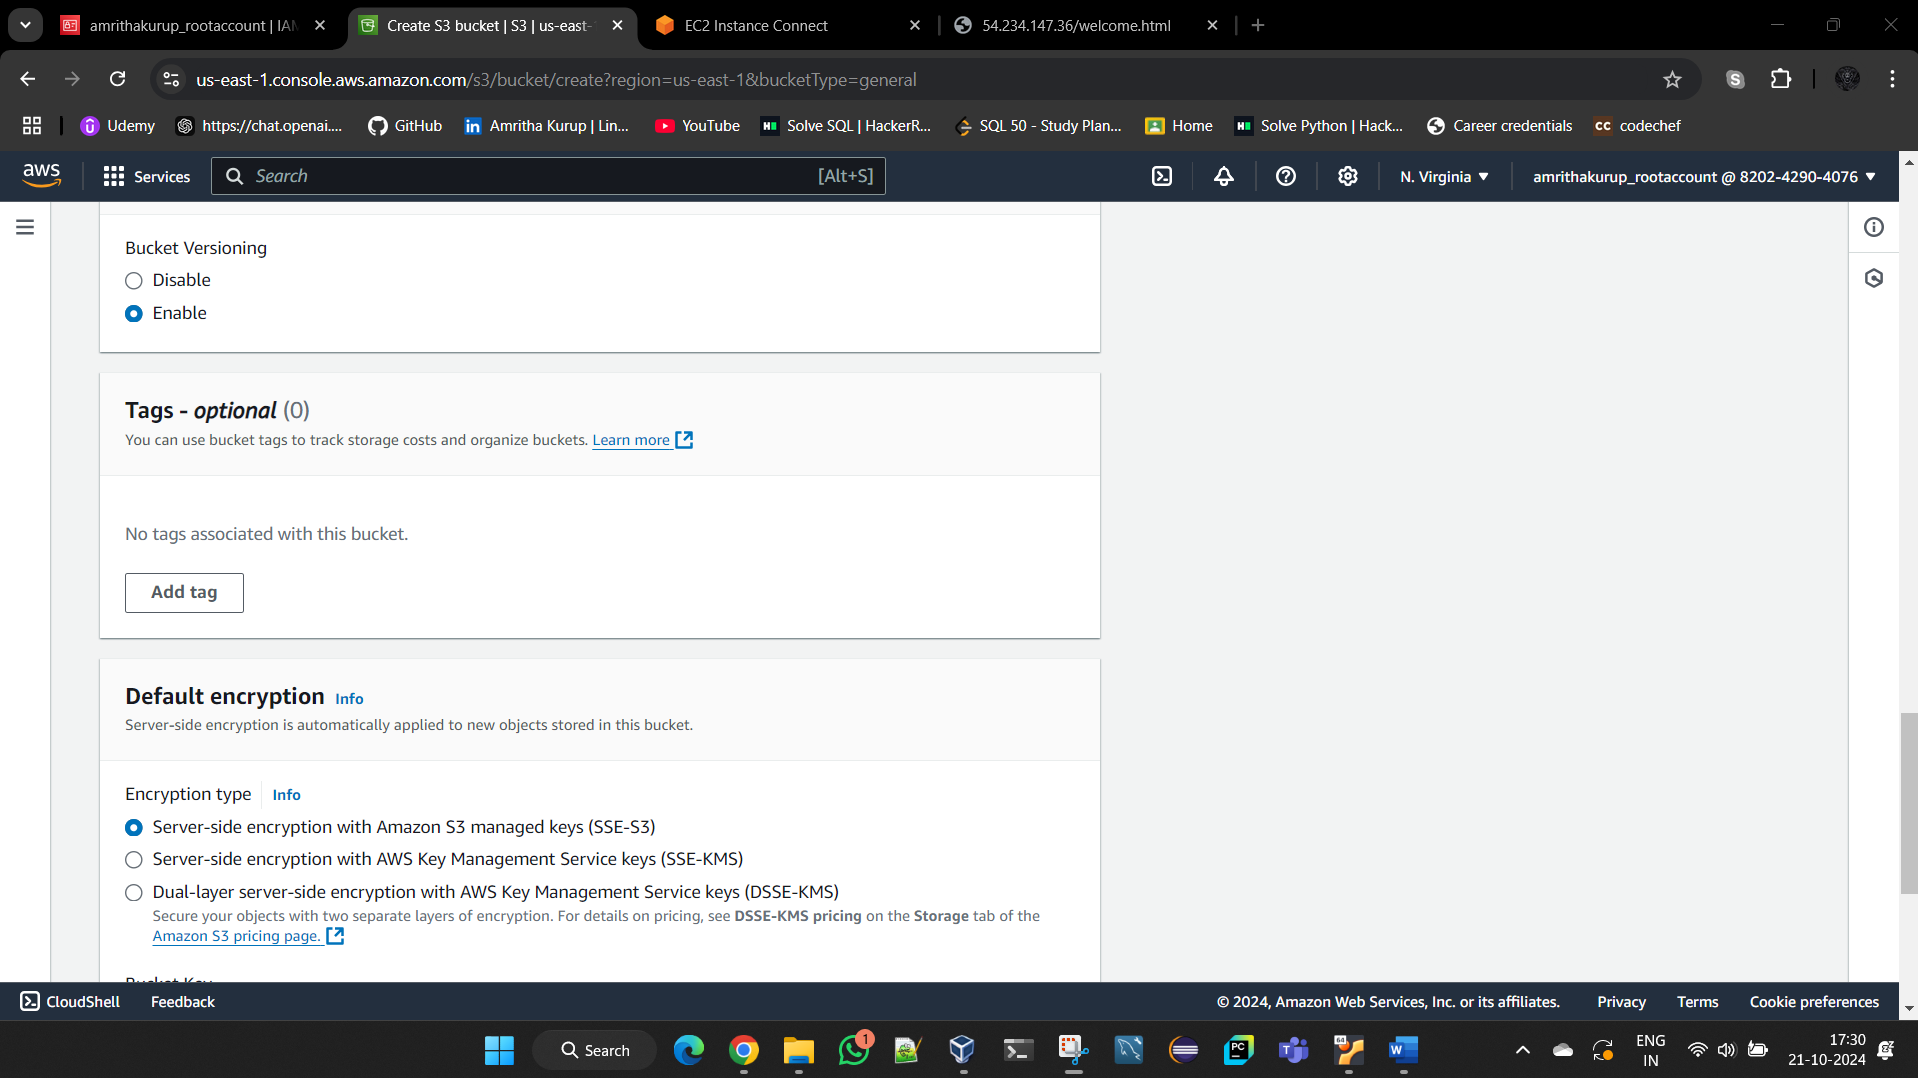 amrithakurup_rootaccount | IAM
Create S3 bucket | S3 | us-east-
EC2 Instance Connect
54.234.147.36/welcome.html
us-east-1.console.aws.amazon.com/s3/bucket/create?region=us-east-1&bucketType=general
Udemy
https://chat.openai....
GitHub
Amritha Kurup | Lin...
YouTube
Solve SQL | HackerR...
SQL 50 - Study Plan...
Home
Solve Python | Hack...
Career credentials
codechef
aws
Services
Search
[Alt+S]
N. Virginia
amrithakurup_rootaccount @ 8202-4290-4076
Bucket Versioning
Disable
Enable
Tags - optional (0)
You can use bucket tags to track storage costs and organize buckets. Learn more
No tags associated with this bucket.
Add tag
Default encryption Info
Server-side encryption is automatically applied to new objects stored in this bucket.
Encryption type Info
Server-side encryption with Amazon S3 managed keys (SSE-S3)
Server-side encryption with AWS Key Management Service keys (SSE-KMS)
Dual-layer server-side encryption with AWS Key Management Service keys (DSSE-KMS)
Secure your objects with two separate layers of encryption. For details on pricing, see DSSE-KMS pricing on the Storage tab of the
Amazon S3 pricing page.
Bucket Key
CloudShell
Feedback
© 2024, Amazon Web Services, Inc. or its affiliates.
Privacy
Terms
Cookie preferences
Search
1
ENG
IN
17:30
21-10-2024